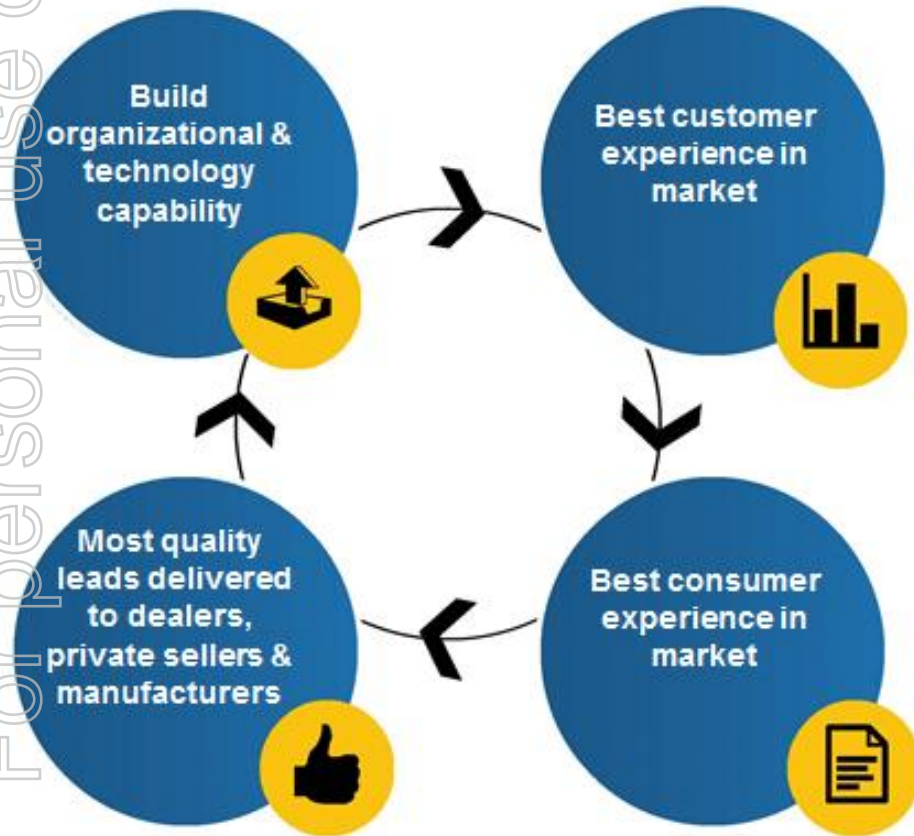 Build
organizational &
technology
capability
Best customer
experience in
market
Best consumer
experience in
market
Most quality
leads delivered
to dealers,
private sellers &
manufacturers
For personal use